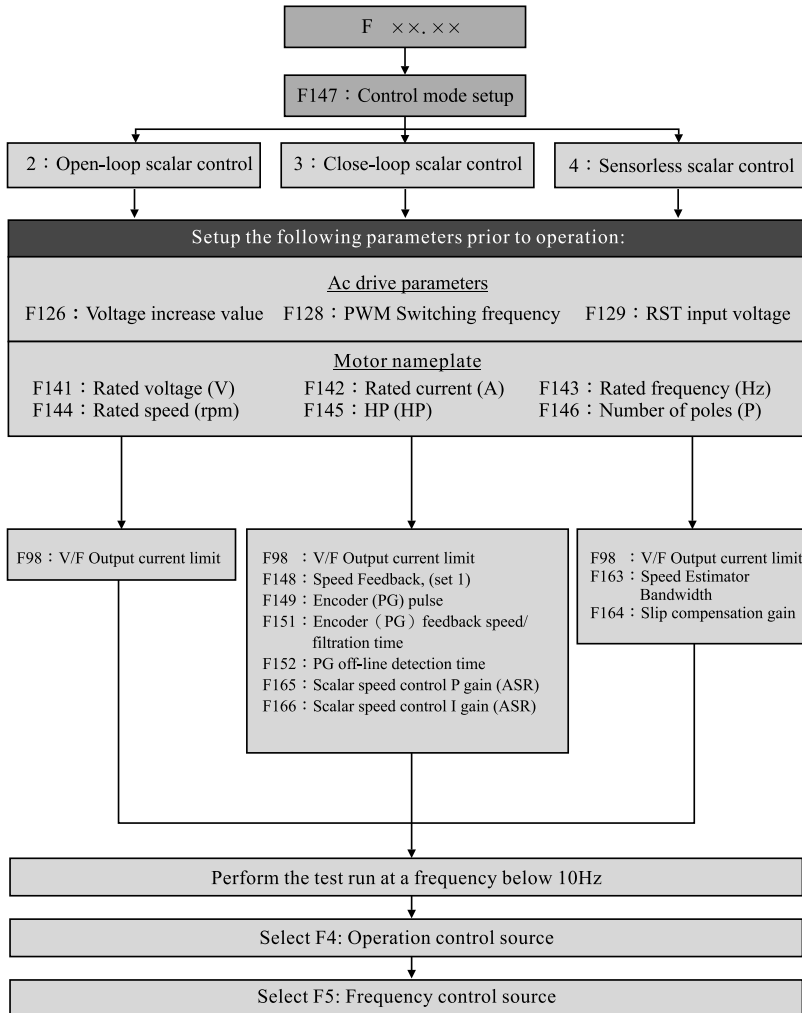 F ××.××
F147：Control mode setup
2：Open-loop scalar control
3：Close-loop scalar control
4：Sensorless scalar control
Setup the following parameters prior to operation:
Ac drive parameters
F126：Voltage increase value F128：PWM Switching frequency F129：RST input voltage
Motor nameplate
F141：Rated voltage (V) F142：Rated current (A) F143：Rated frequency (Hz)
F144：Rated speed (rpm) F145：HP (HP) F146：Number of poles (P)
F98：V/F Output current limit
F98 ：V/F Output current limit
F148：Speed Feedback, (set 1)
F149：Encoder (PG) pulse
F151：Encoder（PG）feedback speed/
filtration time
F152：PG off-line detection time
F165：Scalar speed control P gain (ASR)
F166：Scalar speed control I gain (ASR)
F98 ：V/F Output current limit
F163：Speed Estimator
Bandwidth
F164：Slip compensation gain
Perform the test run at a frequency below 10Hz
Select F4: Operation control source
Select F5: Frequency control source